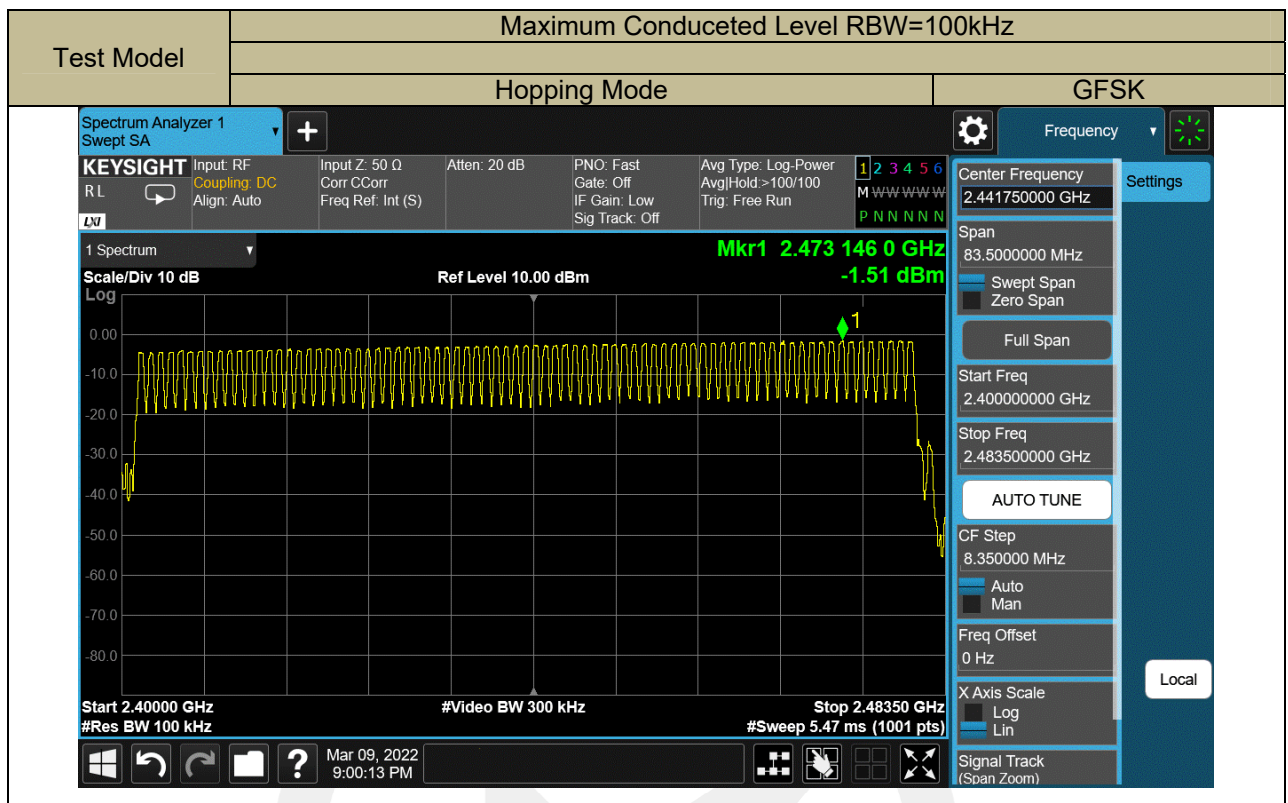 Test Model
Maximum Conduceted Level RBW=100kHz
Hopping Mode
GFSK
Spectrum Analyzer 1
Swept SA
+
Frequency
KEYSIGHT
RL
LXI
Input: RF
Coupling: DC
Align: Auto
Input Z: 50 Ω
Corr CCorr
Freq Ref: Int (S)
Atten: 20 dB
PNO: Fast
Gate: Off
IF Gain: Low
Sig Track: Off
Avg Type: Log-Power
Avg|Hold:>100/100
Trig: Free Run
1 2 3 4 5 6
M W W W W W
P N N N N N
1 Spectrum
Scale/Div 10 dB
Log
Ref Level 10.00 dBm
Mkr1 2.473 146 0 GHz
-1.51 dBm
1
0.00
-10.0
-20.0
-30.0
-40.0
-50.0
-60.0
-70.0
-80.0
Start 2.40000 GHz
#Res BW 100 kHz
#Video BW 300 kHz
Stop 2.48350 GHz
#Sweep 5.47 ms (1001 pts)
Center Frequency
2.441750000 GHz
Settings
Span
83.5000000 MHz
Swept Span
Zero Span
Full Span
Start Freq
2.400000000 GHz
Stop Freq
2.483500000 GHz
AUTO TUNE
CF Step
8.350000 MHz
Auto
Man
Freq Offset
0 Hz
X Axis Scale
Log
Lin
Local
Signal Track
(Span Zoom)
?
Mar 09, 2022
9:00:13 PM